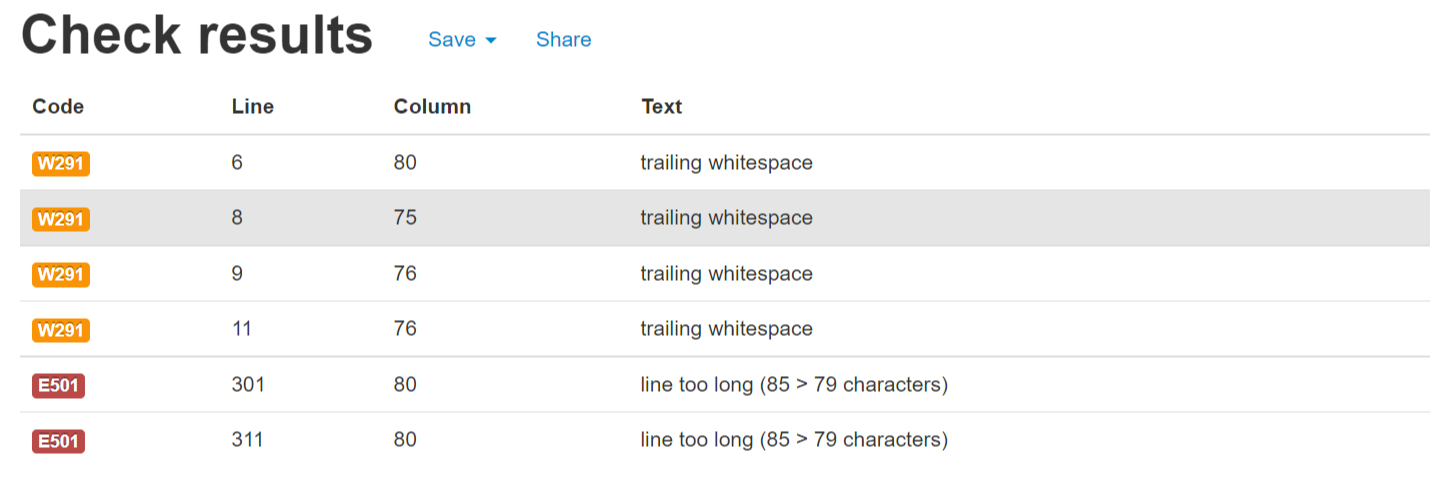 Check results Save Share
Code Line Column Text
W291 6 80 trailing whitespace
W291 8 75 trailing whitespace
W291 9 76 trailing whitespace
W291 11 76 trailing whitespace
E501 301 80 line too long (85 > 79 characters)
E501 311 80 line too long (85 > 79 characters)